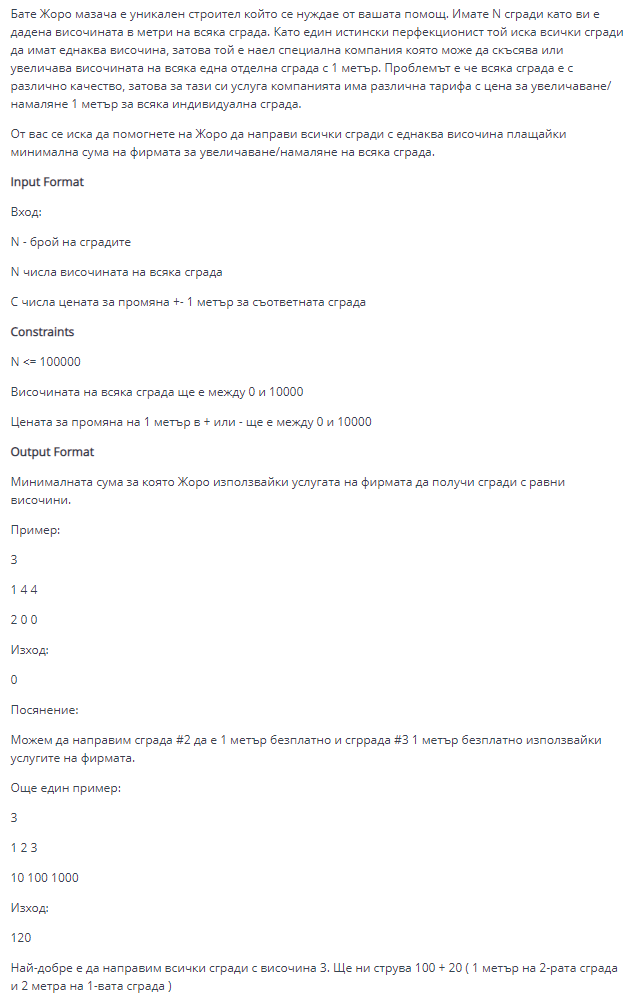 Бате Жоро мазача е уникален строител който се нуждае от вашата помощ. Имате N сгради като ви е
дадена височината в метри на всяка сграда. Като един истински перфекционист той иска всички сгради
да имат еднаква височина, затова той е наел специална компания която може да скъсява или
увеличава височината на всяка една отделна сграда с 1 метър. Проблемът е че всяка сграда е с
различно качество, затова за тази си услуга компанията има различна тарифа с цена за увеличаване/
намаляне 1 метър за всяка индивидуална сграда.
От вас се иска да помогнете на Жоро да направи всички сгради с еднаква височина плащайки
минимална сума на фирмата за увеличаване/намаляне на всяка сграда.
Input Format
Вход:
N - брой на сградите
N числа височината на всяка сграда
C числа цената за промяна +- 1 метър за съответната сграда
Constraints
N <= 100000
Височината на всяка сграда ще е между 0 и 10000
Цената за промяна на 1 метър в + или - ще е между 0 и 10000
Output Format
Минималната сума за която Жоро използвайки услугата на фирмата да получи сгради с равни
височини.
Пример:
3
1 4 4
2 0 0
Изход:
0
Посянение:
Можем да направим сграда #2 да е 1 метър безплатно и сгррада #3 1 метър безплатно използвайки
услугите на фирмата.
Още един пример:
3
1 2 3
10 100 1000
Изход:
120
Най-добре е да направим всички сгради с височина 3. Ще ни струва 100 + 20 ( 1 метър на 2-рата сграда
и 2 метра на 1-вата сграда )